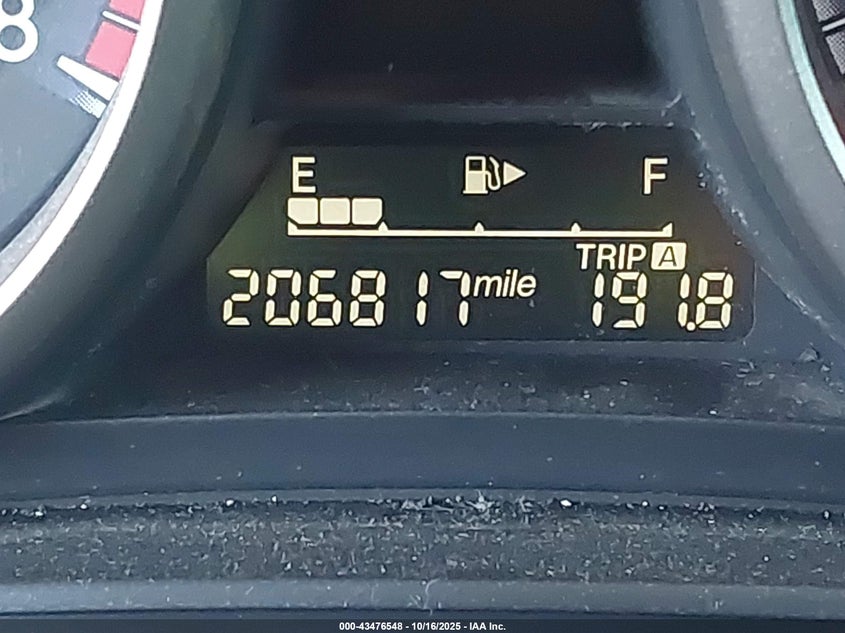 8
E F
TRIP A
206817 mile 191.8
000-43476548 - 10/16/2025 - IAA Inc.